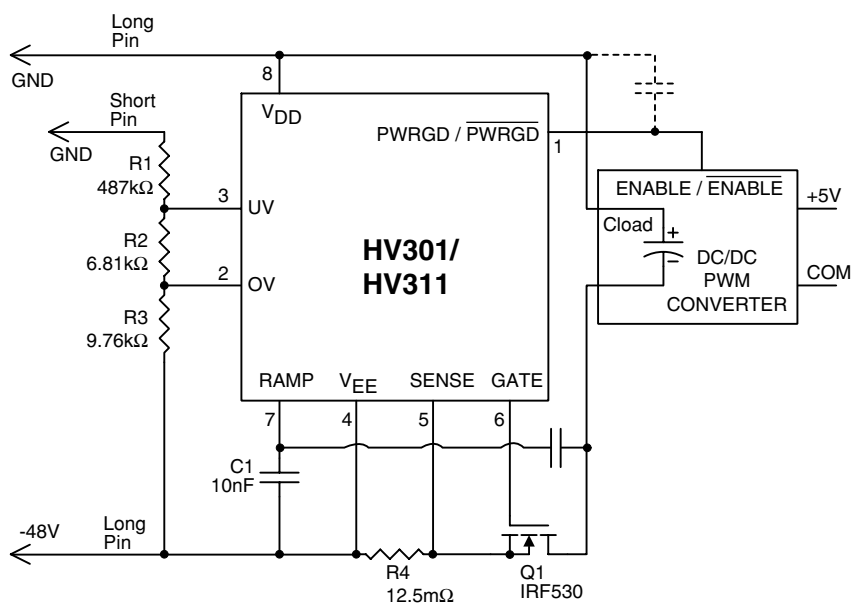 Long
Pin
GND
8
Short
Pin
VDD
PWRGD / PWRGD
1
GND
R1
487kΩ
ENABLE / ENABLE
+5V
3
UV
Cload
+
R2
6.81kΩ
HV301/
HV311
DC/DC
PWM
CONVERTER
−
2
OV
COM
R3
9.76kΩ
RAMP
VEE
SENSE
GATE
7
4
5
6
C1
10nF
-48V
Long
Pin
R4
12.5mΩ
Q1
IRF530